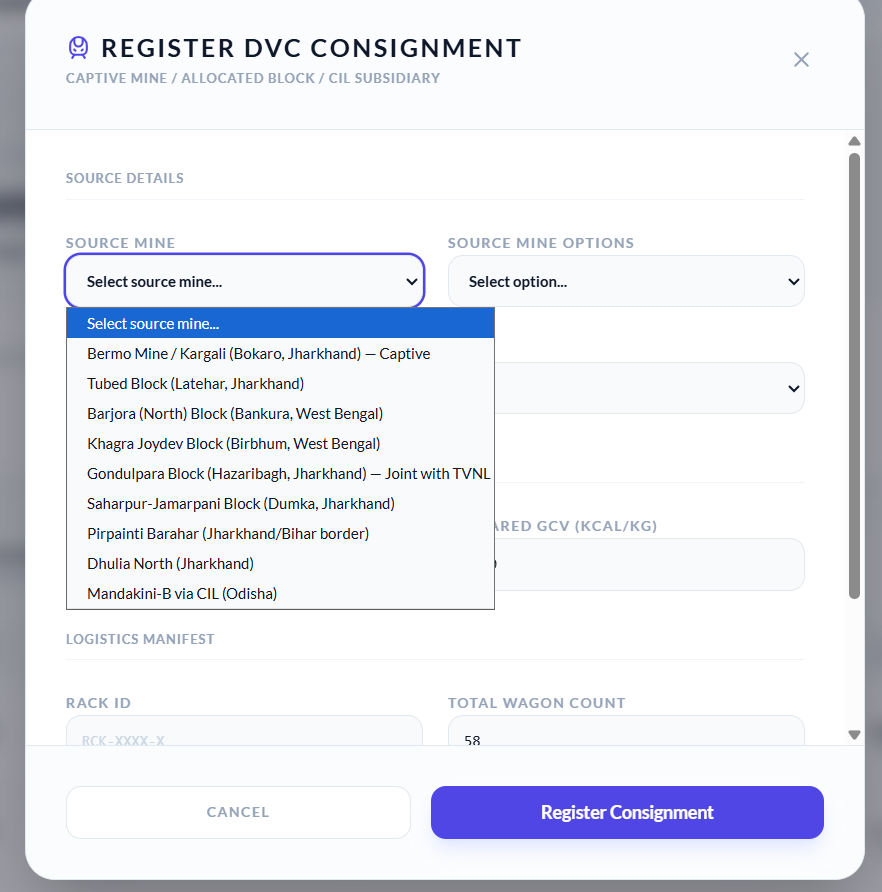 REGISTER DVC CONSIGNMENT
CAPTIVE MINE / ALLOCATED BLOCK / CIL SUBSIDIARY
SOURCE DETAILS
SOURCE MINE
SOURCE MINE OPTIONS
Select source mine...
Select option...
Select source mine...
Bermo Mine / Kargali (Bokaro, Jharkhand) — Captive
Tubed Block (Latehar, Jharkhand)
Barjora (North) Block (Bankura, West Bengal)
Khagra Joydev Block (Birbhum, West Bengal)
Gondulpara Block (Hazaribagh, Jharkhand) — Joint with TVNL
Saharpur-Jamarpani Block (Dumka, Jharkhand)
Pirpainti Barahar (Jharkhand/Bihar border)
Dhulia North (Jharkhand)
Mandakini-B via CIL (Odisha)
ARED GCV (KCAL/KG)
LOGISTICS MANIFEST
RACK ID
TOTAL WAGON COUNT
RCK-XXXX-X
58
CANCEL
Register Consignment